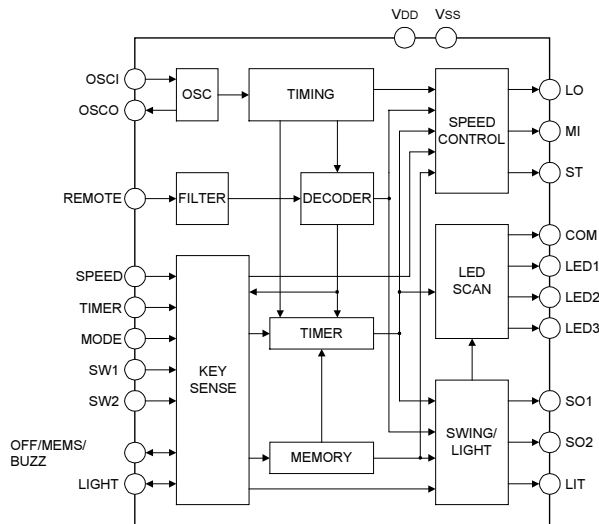 VDD VSS
OSCI
OSCO
OSC
TIMING
SPEED
CONTROL
LO
MI
ST
REMOTE
FILTER
DECODER
COM
LED1
LED2
LED3
LED
SCAN
SPEED
TIMER
MODE
SW1
SW2
OFF/MEMS/
BUZZ
LIGHT
KEY
SENSE
TIMER
MEMORY
SWING/
LIGHT
SO1
SO2
LIT